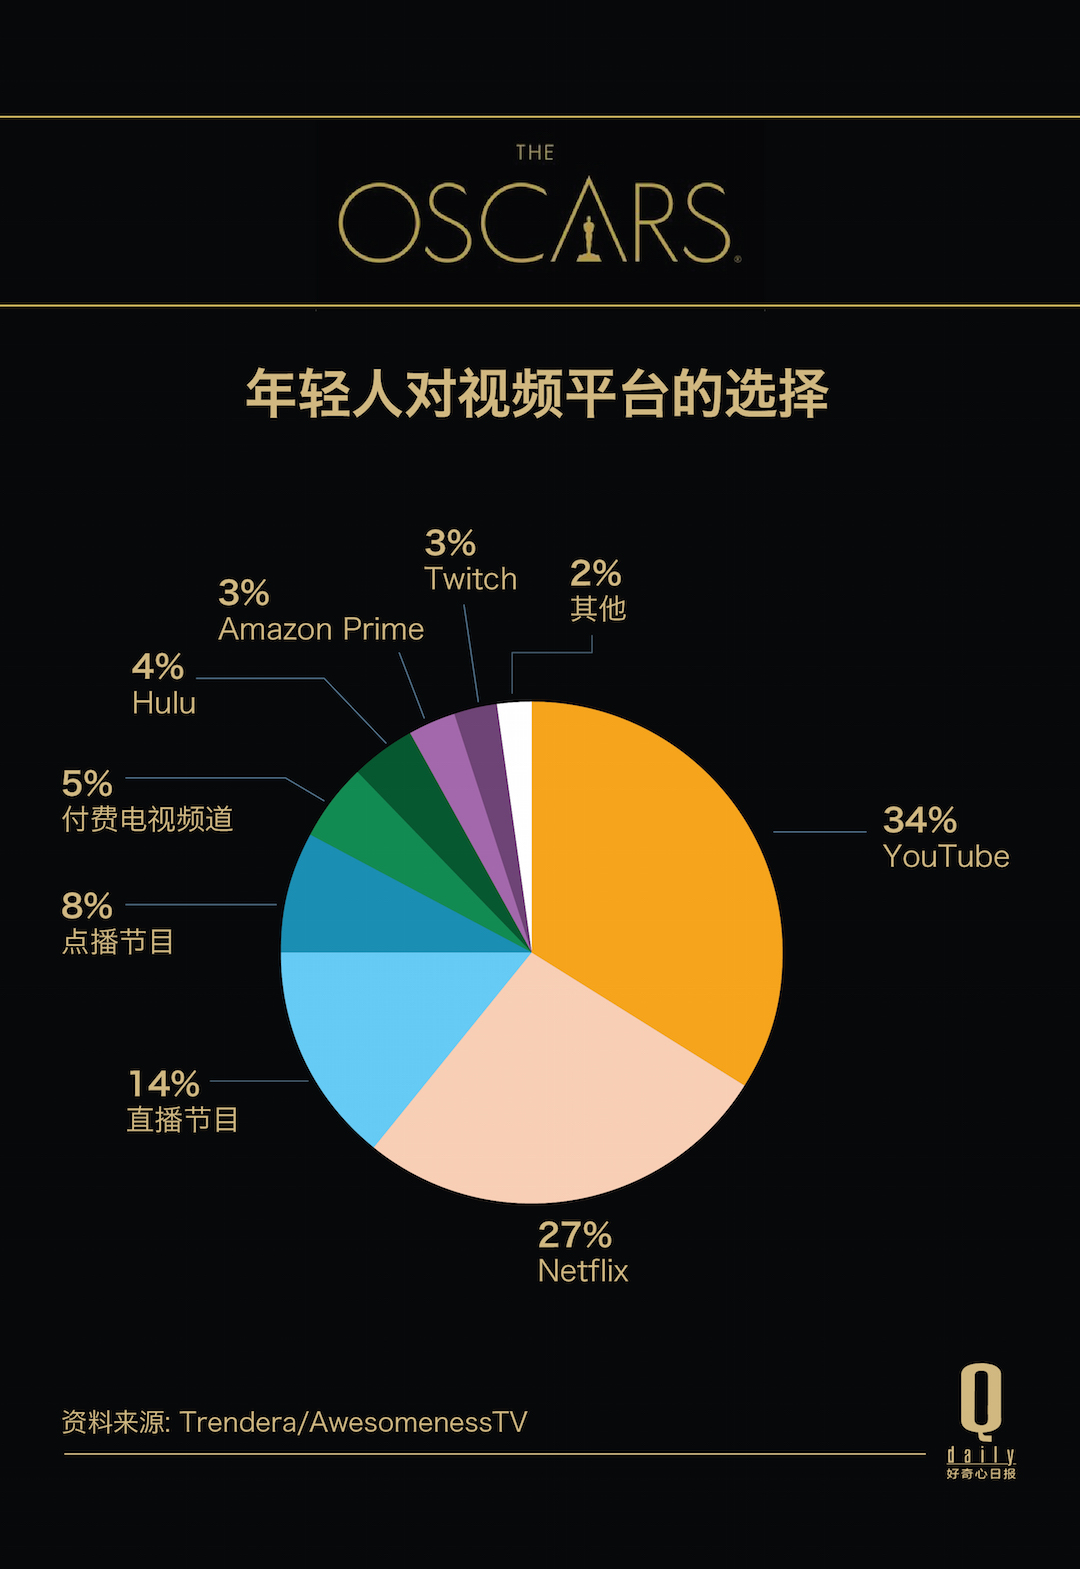 THE
OSCARS®
年轻人对视频平台的选择
3%
Twitch
2%
其他
3%
Amazon Prime
4%
Hulu
5%
付费电视频道
34%
YouTube
8%
点播节目
14%
直播节目
27%
Netflix
资料来源: Trendera/AwesomenessTV
Q
daily
好奇心日报